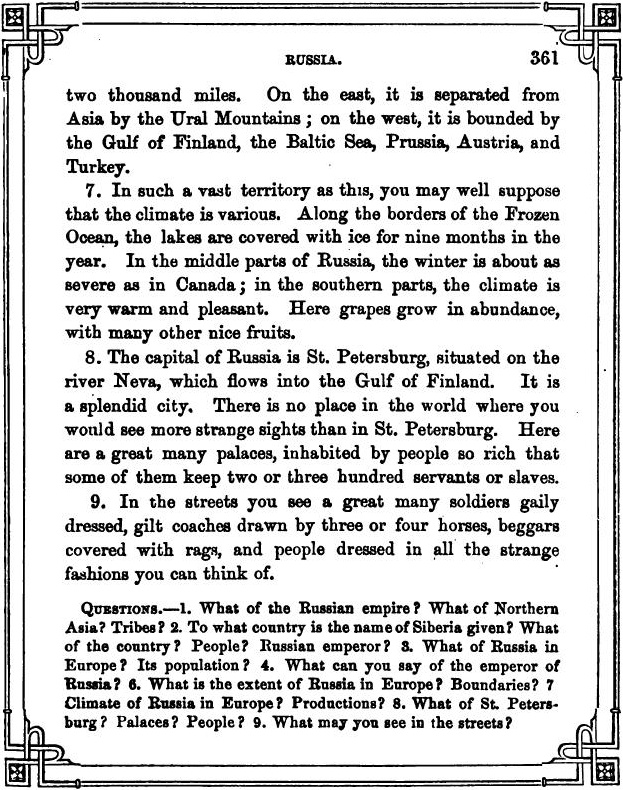 RUSSIA. 361
two thousand miles. On the east, it is separated from
Asia by the Ural Mountains ; on the west, it is bounded by
the Gulf of Finland, the Baltic Sea, Prussia, Austria, and
Turkey.
7. In such a vast territory as this, you may well suppose
that the climate is various. Along the borders of the Frozen
Ocean, the lakes are covered with ice for nine months in the
year. In the middle parts of Russia, the winter is about as
severe as in Canada ; in the southern parts, the climate is
very warm and pleasant. Here grapes grow in abundance,
with many other nice fruits.
8. The capital of Russia is St. Petersburg, situated on the
river Neva, which flows into the Gulf of Finland. It is
a splendid city. There is no place in the world where you
would see more strange sights than in St. Petersburg. Here
are a great many palaces, inhabited by people so rich that
some of them keep two or three hundred servants or slaves.
9. In the streets you see a great many soldiers gaily
dressed, gilt coaches drawn by three or four horses, beggars
covered with rags, and people dressed in all the strange
fashions you can think of.
QUESTIONS.—1. What of the Russian empire ? What of Northern
Asia? Tribes? 2. To what country is the name of Siberia given? What
of the country? People? Russian emperor? 3. What of Russia in
Europe? Its population? 4. What can you say of the emperor of
Russia? 6. What is the extent of Russia in Europe? Boundaries? 7
Climate of Russia in Europe? Productions? 8. What of St. Peters-
burg? Palaces? People? 9. What may you see in the streets?